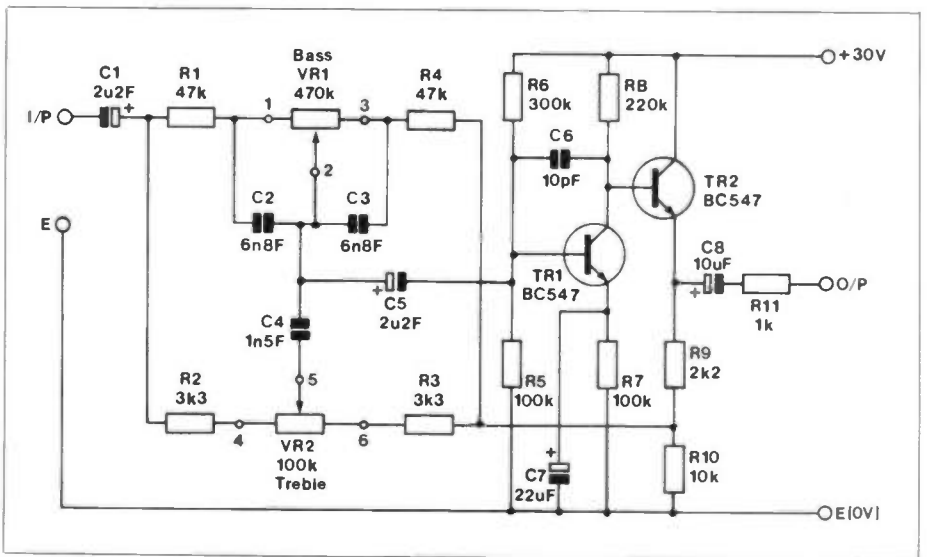 C1
2u2F
+
I/P
R1
47k
Bass
VR1
470k
1
3
2
R4
47k
C2
6n8F
C3
6n8F
E
C4
1n5F
+
C5
2u2F
5
R2
3k3
4
VR2
100k
Treble
6
R3
3k3
R6
300k
R8
220k
C6
10pF
TR1
BC547
TR2
BC547
+30V
C8
10uF
+
R11
1k
O/P
R5
100k
R7
100k
R9
2k2
+
C7
22uF
R10
10k
E(0V)